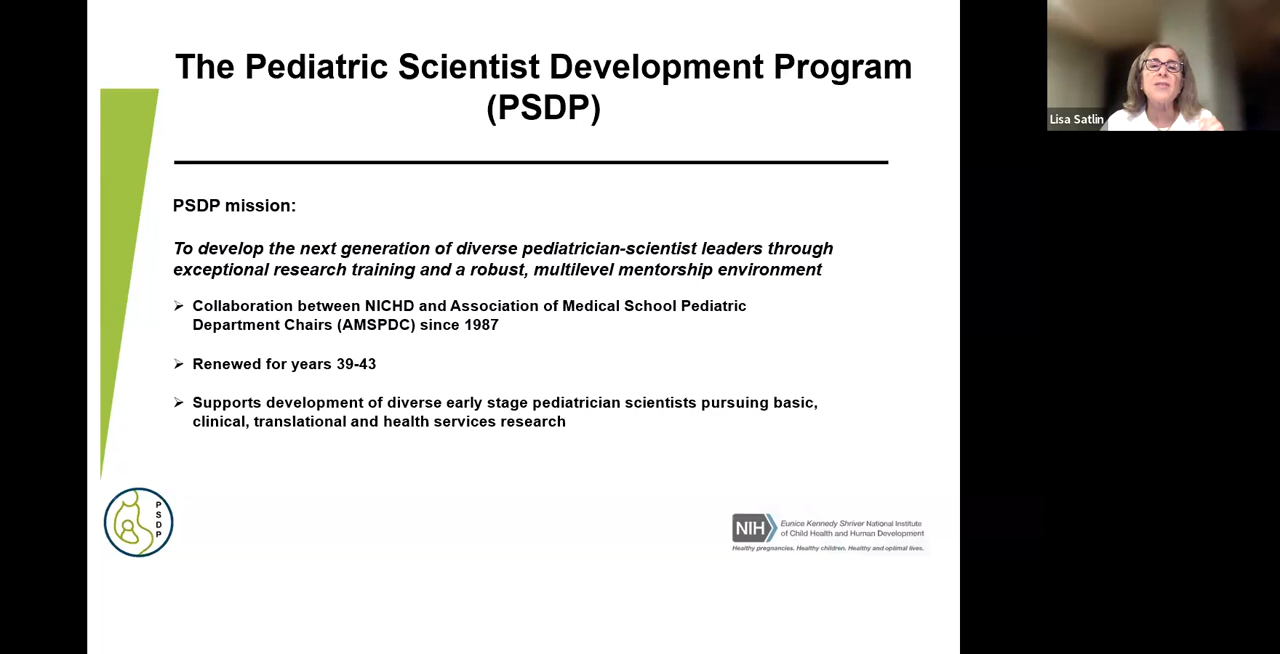 The Pediatric Scientist Development Program
(PSDP)
Lisa Satlin
PSDP mission:
To develop the next generation of diverse pediatrician-scientist leaders through
exceptional research training and a robust, multilevel mentorship environment
Collaboration between NICHD and Association of Medical School Pediatric
Department Chairs (AMSPDC) since 1987
Renewed for years 39-43
Supports development of diverse early stage pediatrician scientists pursuing basic,
clinical, translational and health services research
P
S
D
P
NIH
Eunice Kennedy Shriver National Institute
of Child Health and Human Development
Healthy pregnancies. Healthy children. Healthy and optimal lives.